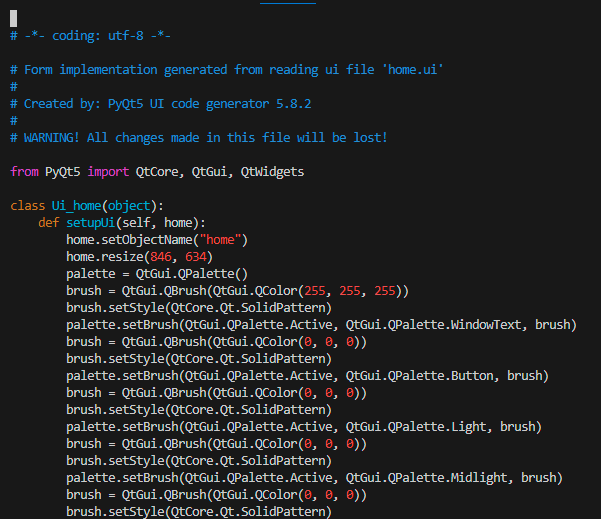 # -*- coding: utf-8 -*-
# Form implementation generated from reading ui file 'home.ui'
#
# Created by: PyQt5 UI code generator 5.8.2
#
# WARNING! All changes made in this file will be lost!
from PyQt5 import QtCore, QtGui, QtWidgets
class Ui_home(object):
    def setupUi(self, home):
        home.setObjectName("home")
        home.resize(846, 634)
        palette = QtGui.QPalette()
        brush = QtGui.QBrush(QtGui.QColor(255, 255, 255))
        brush.setStyle(QtCore.Qt.SolidPattern)
        palette.setBrush(QtGui.QPalette.Active, QtGui.QPalette.WindowText, brush)
        brush = QtGui.QBrush(QtGui.QColor(0, 0, 0))
        brush.setStyle(QtCore.Qt.SolidPattern)
        palette.setBrush(QtGui.QPalette.Active, QtGui.QPalette.Button, brush)
        brush = QtGui.QBrush(QtGui.QColor(0, 0, 0))
        brush.setStyle(QtCore.Qt.SolidPattern)
        palette.setBrush(QtGui.QPalette.Active, QtGui.QPalette.Light, brush)
        brush = QtGui.QBrush(QtGui.QColor(0, 0, 0))
        brush.setStyle(QtCore.Qt.SolidPattern)
        palette.setBrush(QtGui.QPalette.Active, QtGui.QPalette.Midlight, brush)
        brush = QtGui.QBrush(QtGui.QColor(0, 0, 0))
        brush.setStyle(QtCore.Qt.SolidPattern)